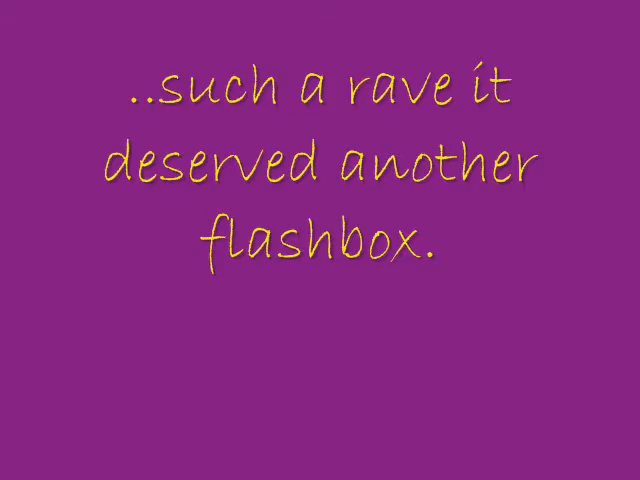 ..such a rave it
deserved another
flashbox.